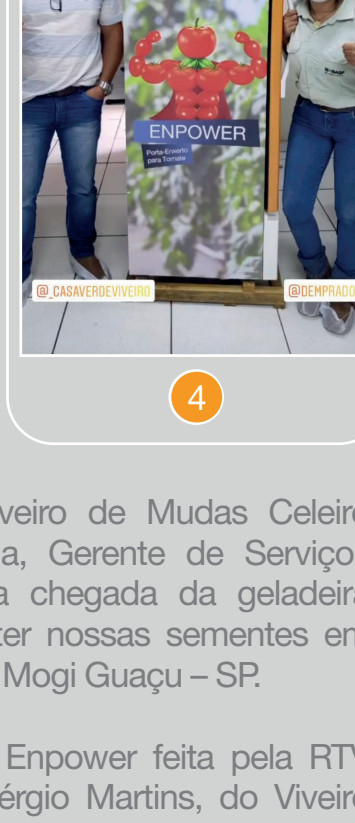 ENPOWER
Porta-Enxerto
para Tomate
@_CASAVERDEVIVEIRO
@DEMPRADO
4
veiro de Mudas Celeiro
a, Gerente de Serviço
a chegada da geladeira
ter nossas sementes em
Mogi Guaçu – SP.
Enpower feita pela RTV
érgio Martins, do Viveiro